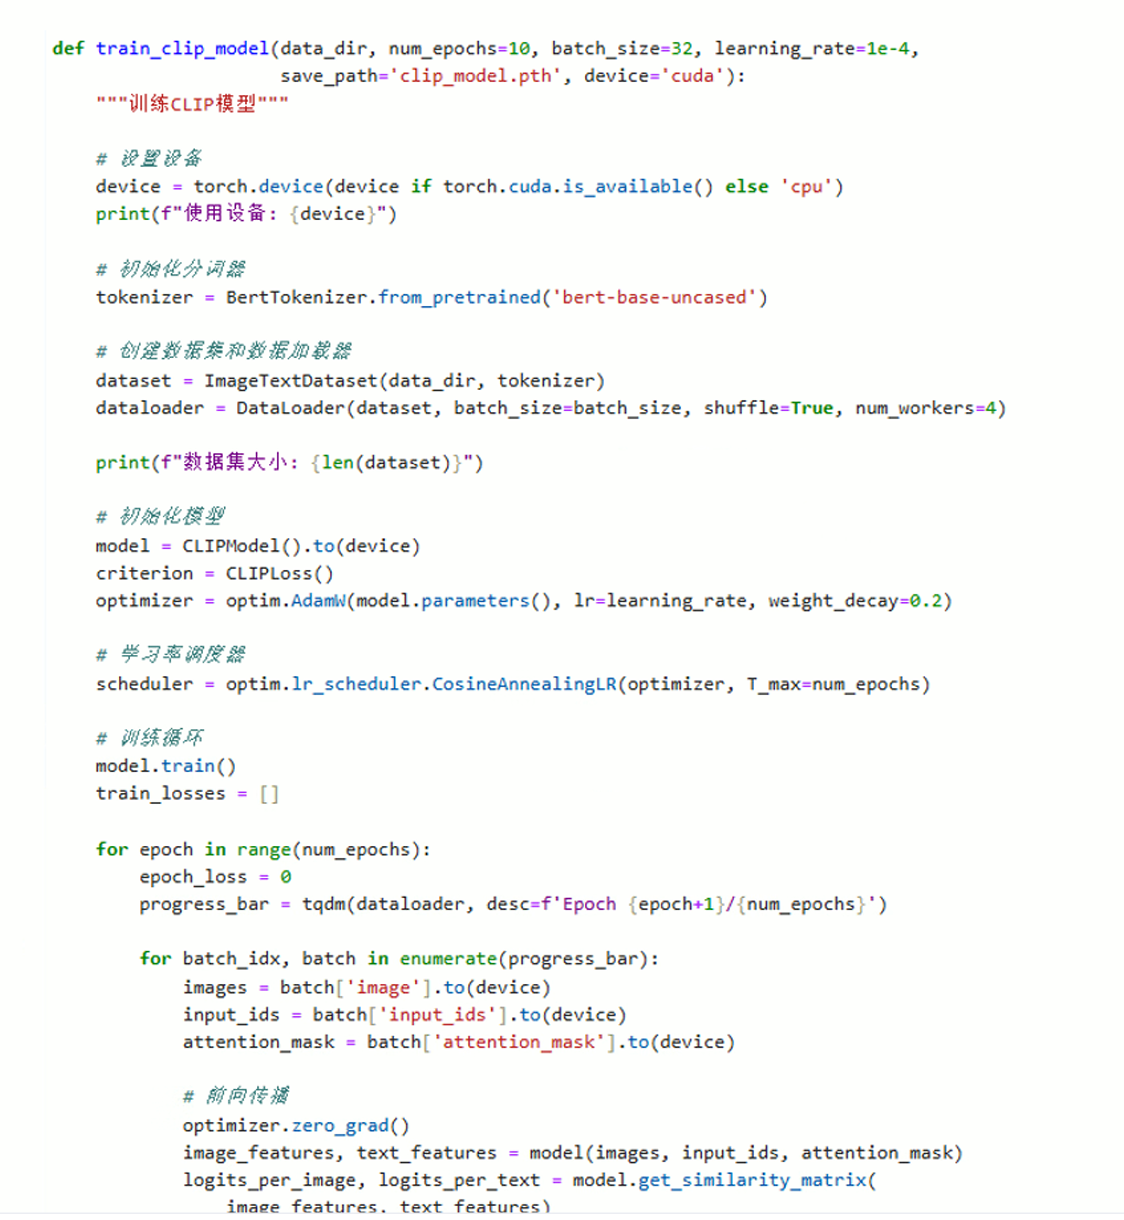 def train_clip_model(data_dir, num_epochs=10, batch_size=32, learning_rate=1e-4,
                     save_path='clip_model.pth', device='cuda'):
    """训练CLIP模型"""

    # 设置设备
    device = torch.device(device if torch.cuda.is_available() else 'cpu')
    print(f"使用设备: {device}")

    # 初始化分词器
    tokenizer = BertTokenizer.from_pretrained('bert-base-uncased')

    # 创建数据集和数据加载器
    dataset = ImageTextDataset(data_dir, tokenizer)
    dataloader = DataLoader(dataset, batch_size=batch_size, shuffle=True, num_workers=4)

    print(f"数据集大小: {len(dataset)}")

    # 初始化模型
    model = CLIPModel().to(device)
    criterion = CLIPLoss()
    optimizer = optim.AdamW(model.parameters(), lr=learning_rate, weight_decay=0.2)

    # 学习率调度器
    scheduler = optim.lr_scheduler.CosineAnnealingLR(optimizer, T_max=num_epochs)

    # 训练循环
    model.train()
    train_losses = []

    for epoch in range(num_epochs):
        epoch_loss = 0
        progress_bar = tqdm(dataloader, desc=f'Epoch {epoch+1}/{num_epochs}')

        for batch_idx, batch in enumerate(progress_bar):
            images = batch['image'].to(device)
            input_ids = batch['input_ids'].to(device)
            attention_mask = batch['attention_mask'].to(device)

            # 前向传播
            optimizer.zero_grad()
            image_features, text_features = model(images, input_ids, attention_mask)
            logits_per_image, logits_per_text = model.get_similarity_matrix(
                image_features, text_features)